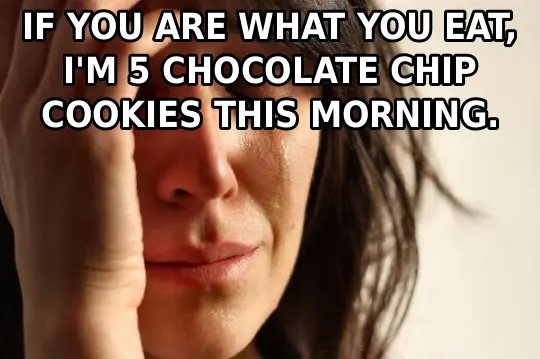 IF YOU ARE WHAT YOU EAT,
I'M 5 CHOCOLATE CHIP
COOKIES THIS MORNING.